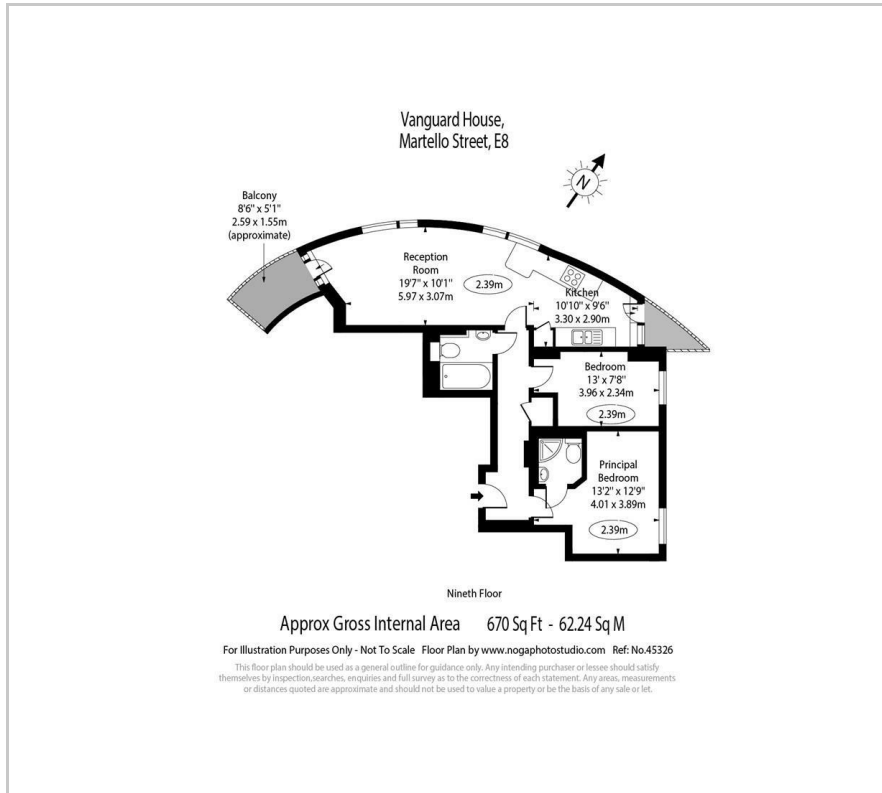 Vanguard House,
Martello Street, E8
N
Balcony
8'6" x 5'1"
2.59 x 1.55m
(approximate)
Reception
Room
19'7" x 10'1"
5.97 x 3.07m
2.39m
Kitchen
10'10" x 9'6"
3.30 x 2.90m
Bedroom
13' x 7'8"
3.96 x 2.34m
2.39m
Principal
Bedroom
13'2" x 12'9"
4.01 x 3.89m
2.39m
Nineth Floor
Approx Gross Internal Area 670 Sq Ft - 62.24 Sq M
For Illustration Purposes Only - Not To Scale Floor Plan by www.nogaphotostudio.com Ref: No.45326
This floor plan should be used as a general outline for guidance only. Any intending purchaser or lessee should satisfy
themselves by inspection,searches, enquiries and full survey as to the correctness of each statement. Any areas, measurements
or distances quoted are approximate and should not be used to value a property or be the basis of any sale or let.